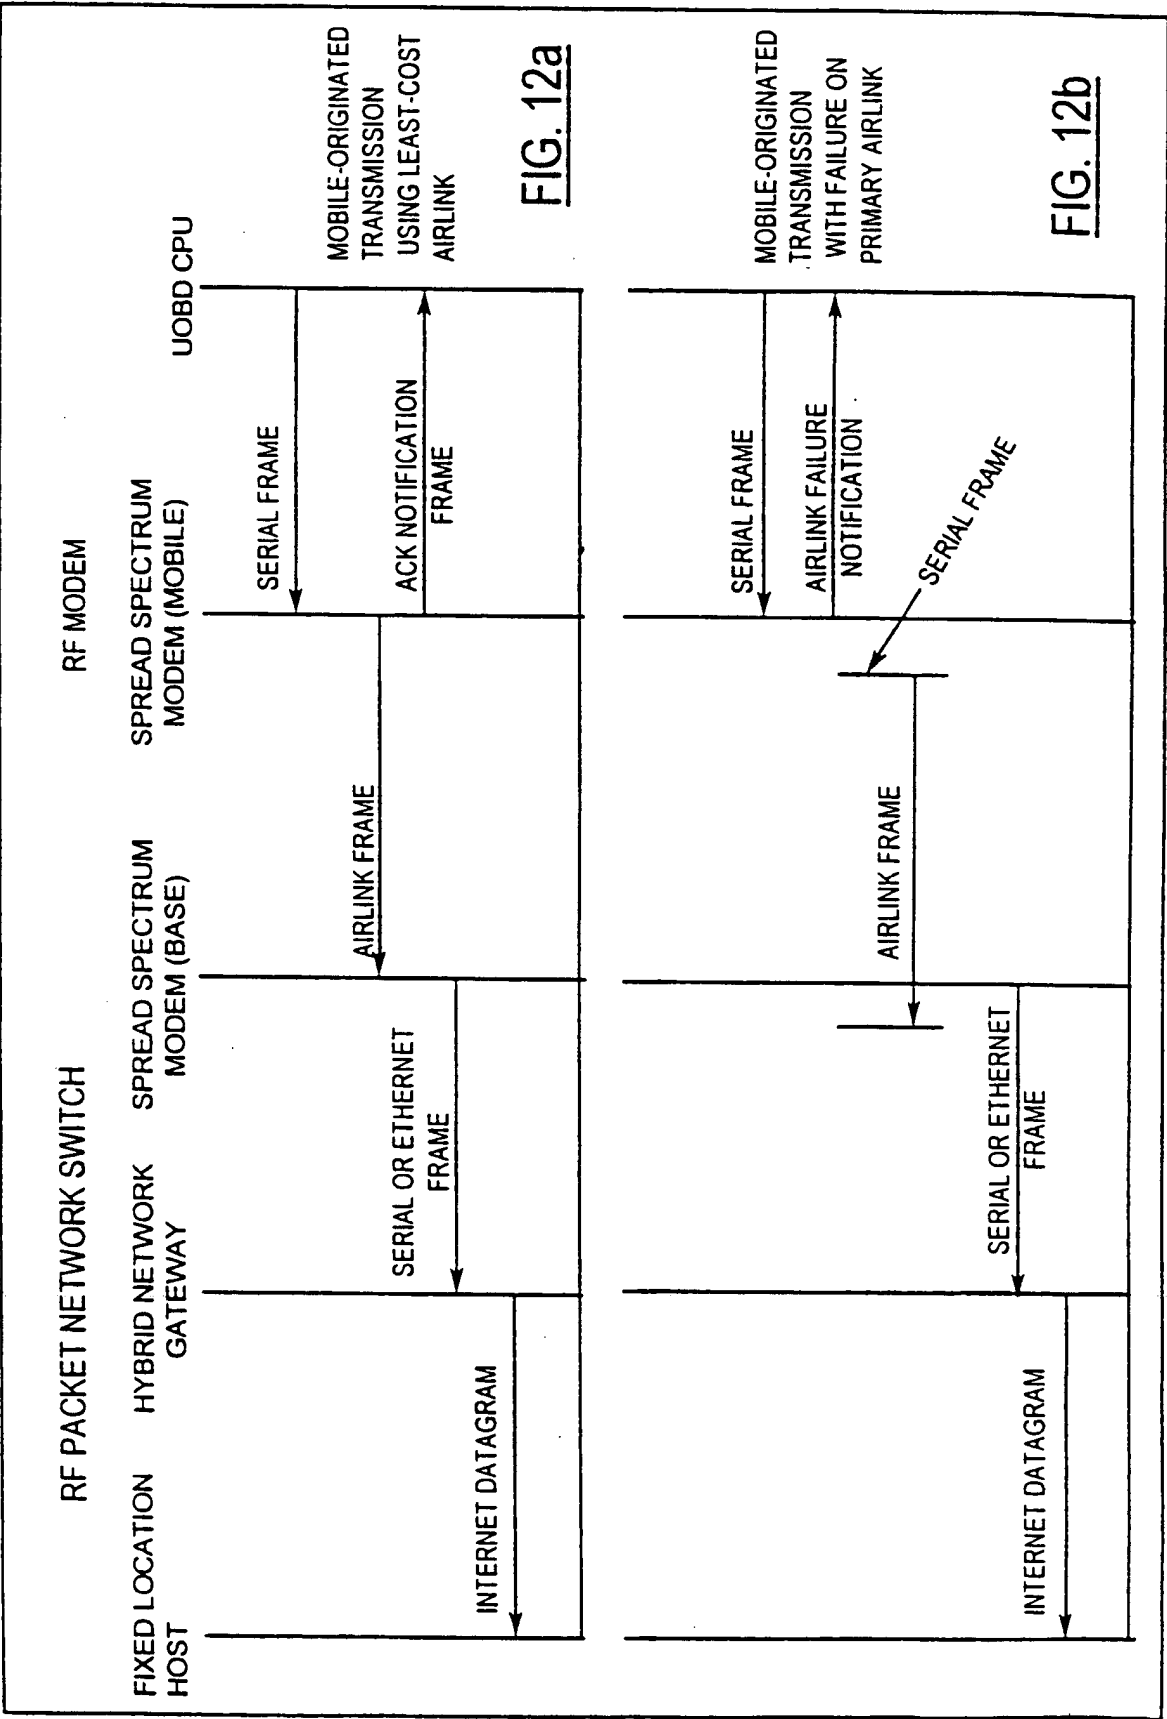 RF PACKET NETWORK SWITCH
RF MODEM
FIXED LOCATION
HOST
HYBRID NETWORK
GATEWAY
SPREAD SPECTRUM
MODEM (BASE)
SPREAD SPECTRUM
MODEM (MOBILE)
UOBD CPU
SERIAL FRAME
ACK NOTIFICATION
FRAME
AIRLINK FRAME
SERIAL OR ETHERNET
FRAME
INTERNET DATAGRAM
MOBILE-ORIGINATED
TRANSMISSION
USING LEAST-COST
AIRLINK
FIG. 12a
SERIAL FRAME
AIRLINK FAILURE
NOTIFICATION
SERIAL FRAME
AIRLINK FRAME
SERIAL OR ETHERNET
FRAME
INTERNET DATAGRAM
MOBILE-ORIGINATED
TRANSMISSION
WITH FAILURE ON
PRIMARY AIRLINK
FIG. 12b